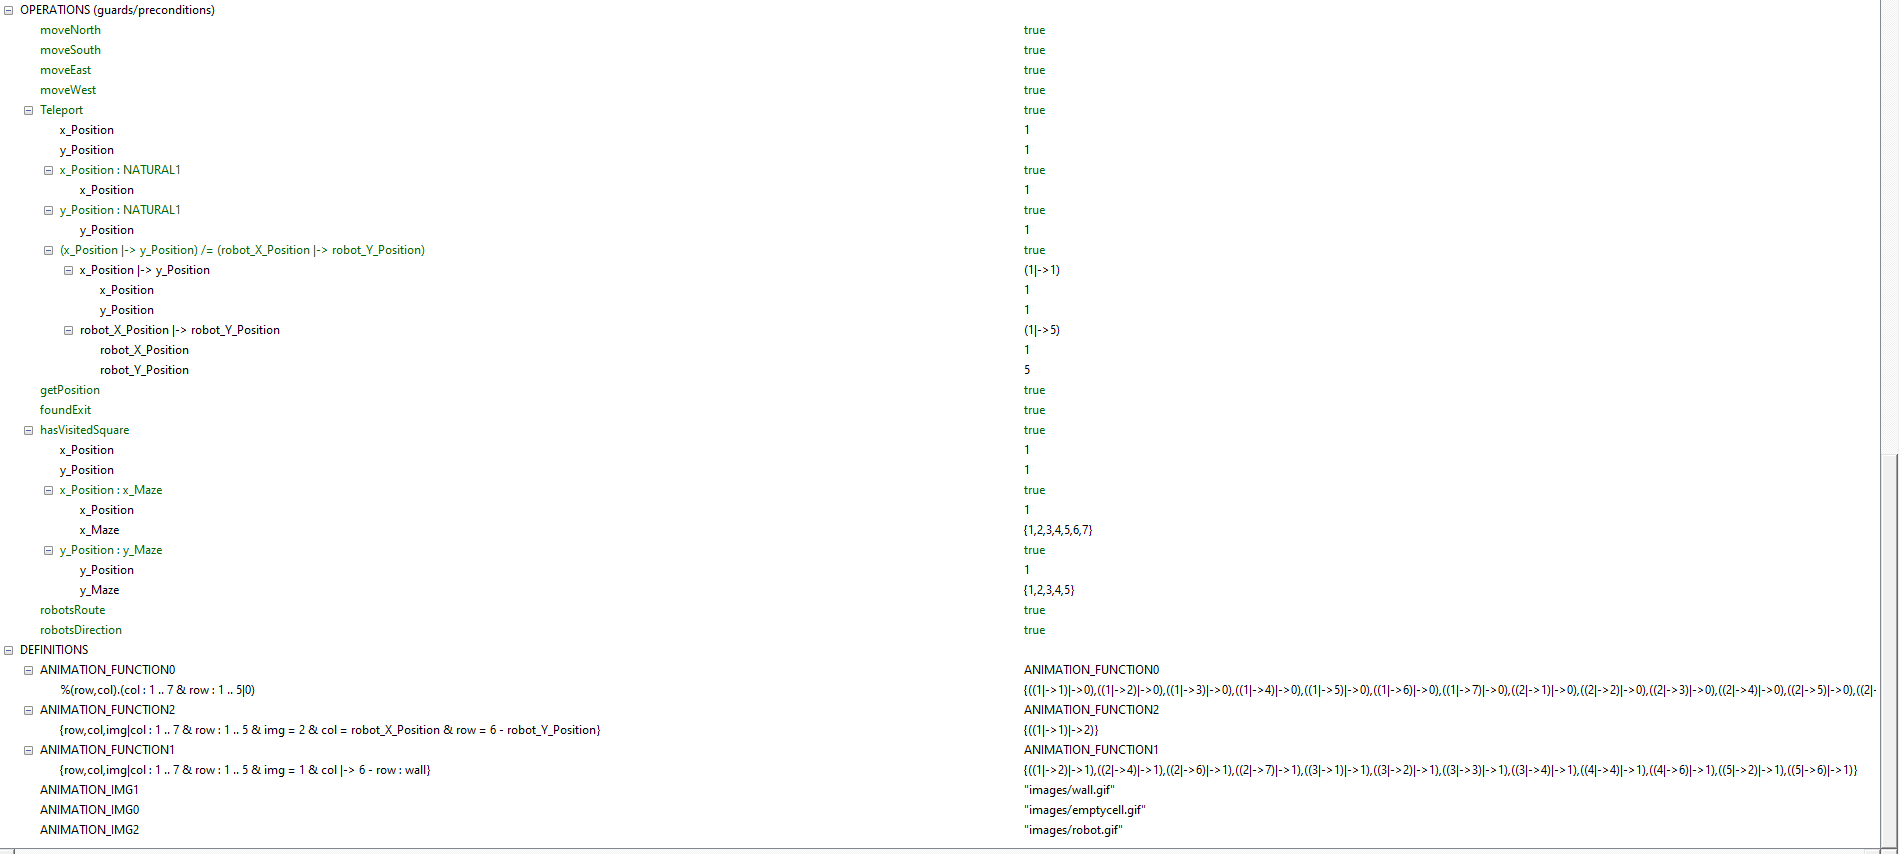 OPERATIONS (guards/preconditions)
moveNorth true
moveSouth true
moveEast true
moveWest true
Teleport true
x_Position 1
y_Position 1
x_Position : NATURAL1 true
x_Position 1
y_Position : NATURAL1 true
y_Position 1
(x_Position |-> y_Position) /= (robot_X_Position |-> robot_Y_Position) true
x_Position |-> y_Position (1|->1)
x_Position 1
y_Position 1
robot_X_Position |-> robot_Y_Position (1|->5)
robot_X_Position 1
robot_Y_Position 5
getPosition true
foundExit true
hasVisitedSquare true
x_Position 1
y_Position 1
x_Position : x_Maze true
x_Position 1
x_Maze {1,2,3,4,5,6,7}
y_Position : y_Maze true
y_Position 1
y_Maze {1,2,3,4,5}
robotsRoute true
robotsDirection true
DEFINITIONS
ANIMATION_FUNCTION0 ANIMATION_FUNCTION0
%(row,col).(col : 1 .. 7 & row : 1 .. 5|0) {((1|->1)|->0),((1|->2)|->0),((1|->3)|->0),((1|->4)|->0),((1|->5)|->0),((1|->6)|->0),((1|->7)|->0),((2|->1)|->0),((2|->2)|->0),((2|->3)|->0),((2|->4)|->0),((2|->5)|->0),((2|-
ANIMATION_FUNCTION2 ANIMATION_FUNCTION2
{row,col,img|col : 1 .. 7 & row : 1 .. 5 & img = 2 & col = robot_X_Position & row = 6 - robot_Y_Position} {((1|->1)|->2)}
ANIMATION_FUNCTION1 ANIMATION_FUNCTION1
{row,col,img|col : 1 .. 7 & row : 1 .. 5 & img = 1 & col |-> 6 - row : wall} {((1|->2)|->1),((2|->4)|->1),((2|->6)|->1),((2|->7)|->1),((3|->1)|->1),((3|->2)|->1),((3|->3)|->1),((3|->4)|->1),((4|->4)|->1),((4|->6)|->1),((5|->2)|->1),((5|->6)|->1)}
ANIMATION_IMG1 "images/wall.gif"
ANIMATION_IMG0 "images/emptycell.gif"
ANIMATION_IMG2 "images/robot.gif"